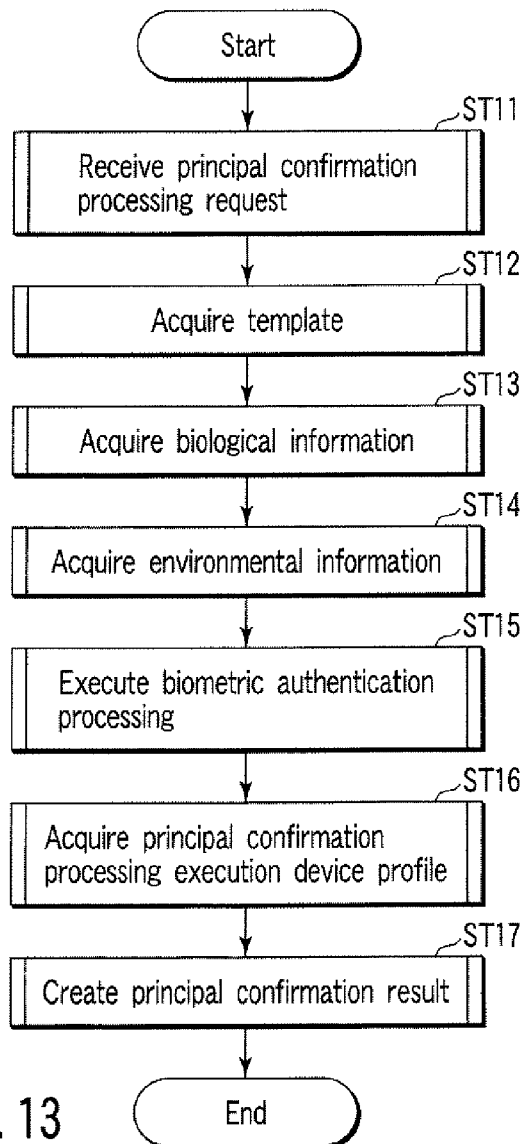 Start
ST11
Receive principal confirmation
processing request
ST12
Acquire template
ST13
Acquire biological information
ST14
Acquire environmental information
ST15
Execute biometric authentication
processing
ST16
Acquire principal confirmation
processing execution device profile
ST17
Create principal confirmation result
End
. 13